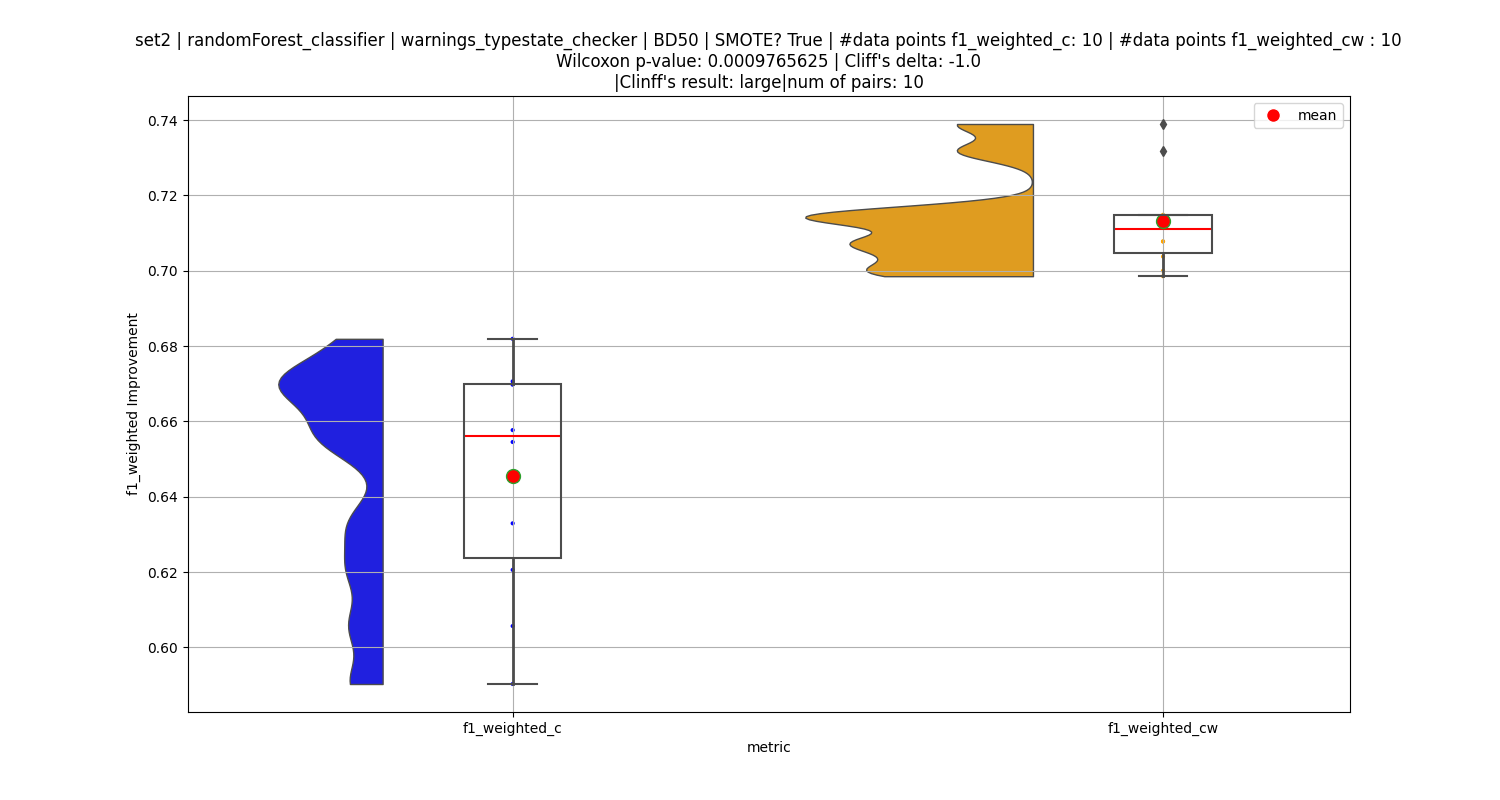 set2 | randomForest_classifier | warnings_typestate_checker | BD50 | SMOTE? True | #data points f1_weighted_c: 10 | #data points f1_weighted_cw : 10
Wilcoxon p-value: 0.0009765625 | Cliff's delta: -1.0
|Clinff's result: large|num of pairs: 10
mean
0.74
0.72
0.70
0.68
0.66
0.64
0.62
0.60
f1_weighted Improvement
f1_weighted_c
f1_weighted_cw
metric